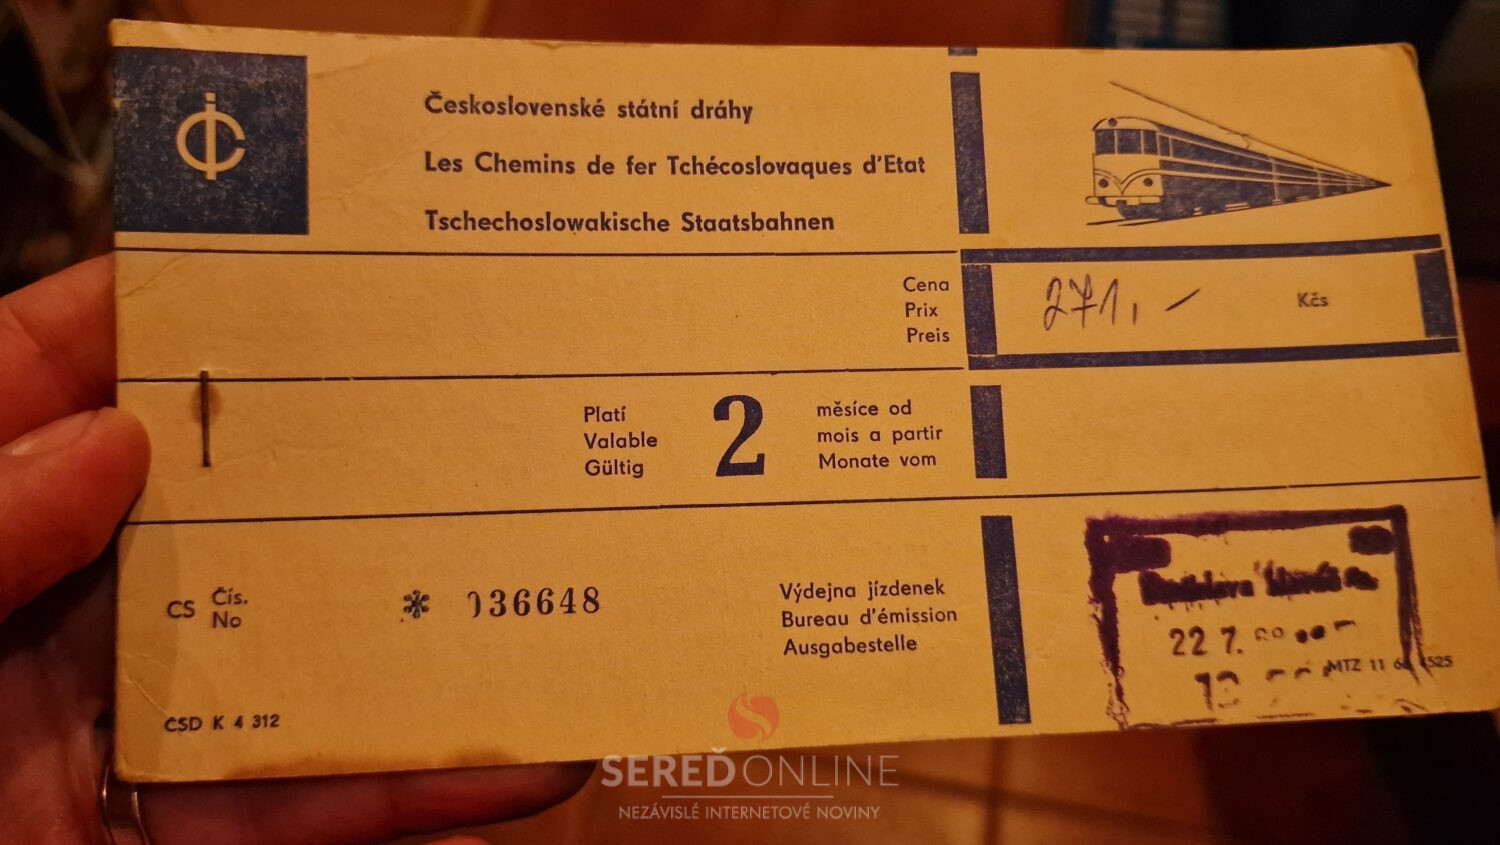 Československé státní dráhy
Les Chemins de fer Tchécoslovaques d'Etat
Tschechoslowakische Staatsbahnen
Cena
Prix
Preis
271,-
Kčs
Platí
Valable
Gültig
2
měsíce od
mois a partir
Monate vom
CS Čís.
No
* 036648
Výdejna jízdenek
Bureau d'émission
Ausgabestelle
22 7.
MTZ 11
ČSD K 4 312
SEREĎONLINE
NEZÁVISLÉ INTERNETOVÉ NOVINY